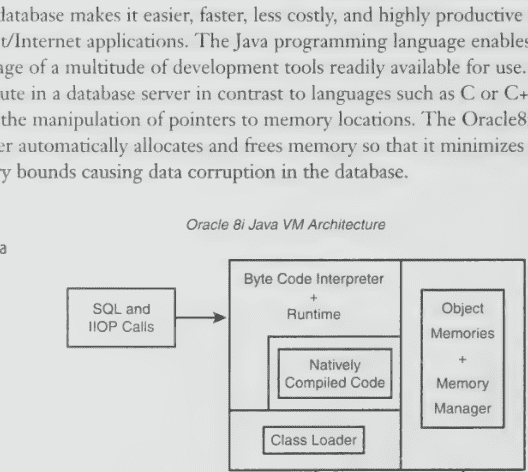 database makes it easier, faster, less costly, and highly productive
t/Internet applications. The Java programming language enables
age of a multitude of development tools readily available for use.
ute in a database server in contrast to languages such as C or C+
the manipulation of pointers to memory locations. The Oracle8
er automatically allocates and frees memory so that it minimizes
ry bounds causing data corruption in the database.
Oracle 8i Java VM Architecture
a
SQL and
IIOP Calls
Byte Code Interpreter
+
Runtime
Natively
Compiled Code
Class Loader
Object
Memories
+
Memory
Manager